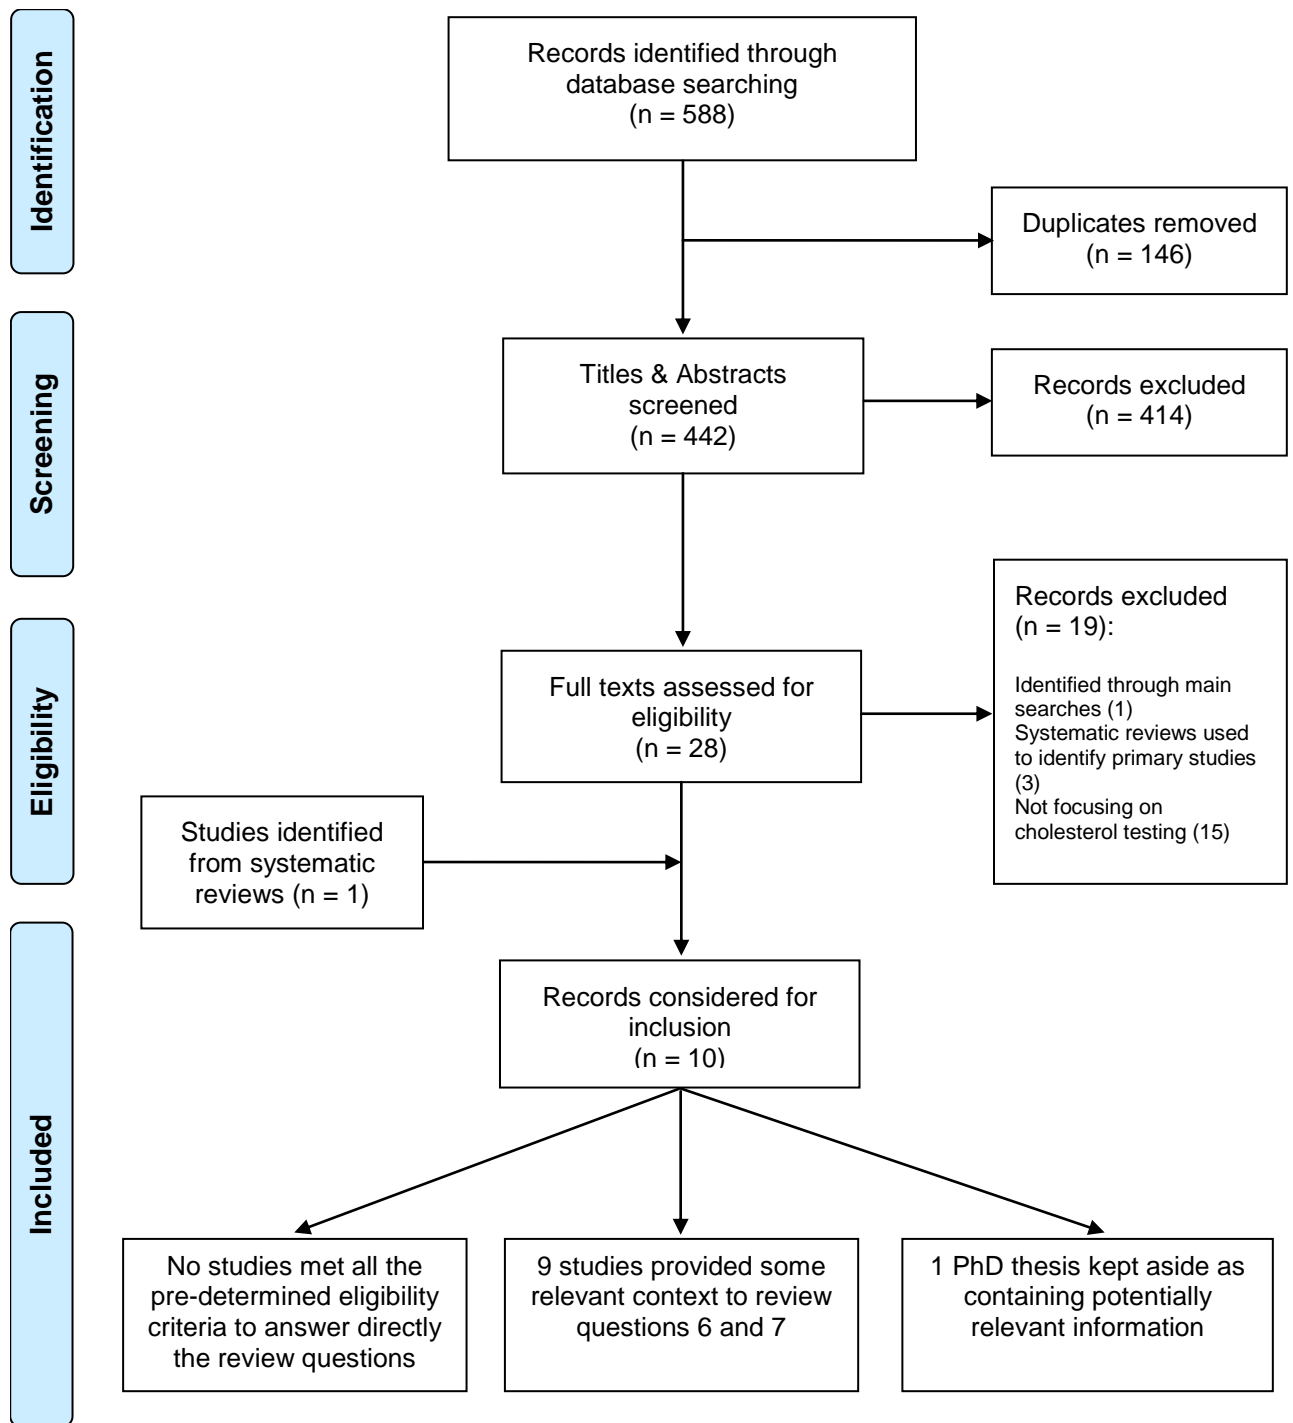 Identification
Records identified through
database searching
(n = 588)
Duplicates removed
(n = 146)
Screening
Titles & Abstracts
screened
(n = 442)
Records excluded
(n = 414)
Eligibility
Full texts assessed for
eligibility
(n = 28)
Records excluded
(n = 19):
Identified through main
searches (1)
Systematic reviews used
to identify primary studies
(3)
Not focusing on
cholesterol testing (15)
Studies identified
from systematic
reviews (n = 1)
Included
Records considered for
inclusion
(n = 10)
No studies met all the
pre-determined eligibility
criteria to answer directly
the review questions
9 studies provided some
relevant context to review
questions 6 and 7
1 PhD thesis kept aside as
containing potentially
relevant information